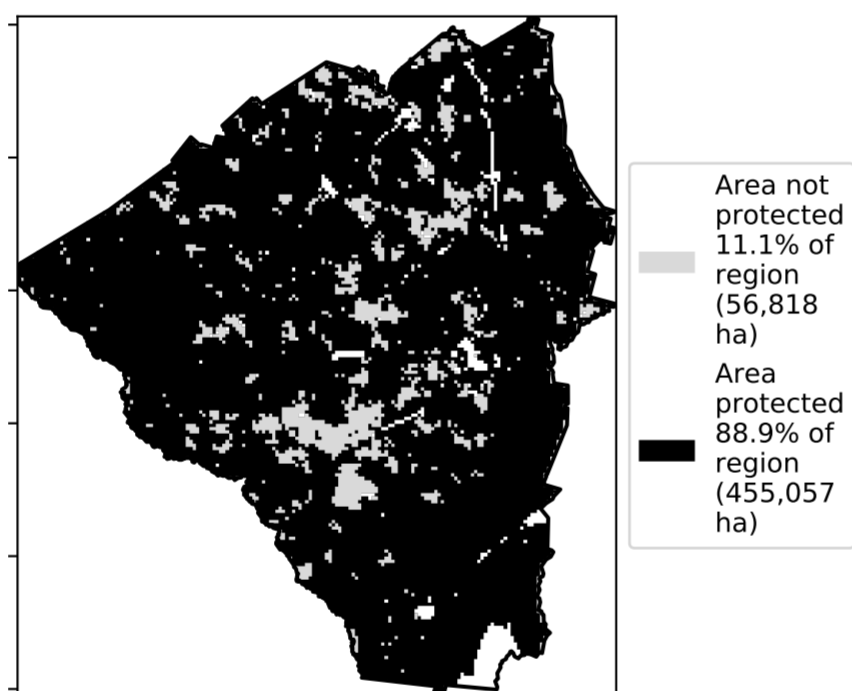 Area not
protected
11.1% of
region
(56,818
ha)
Area
protected
88.9% of
region
(455,057
ha)